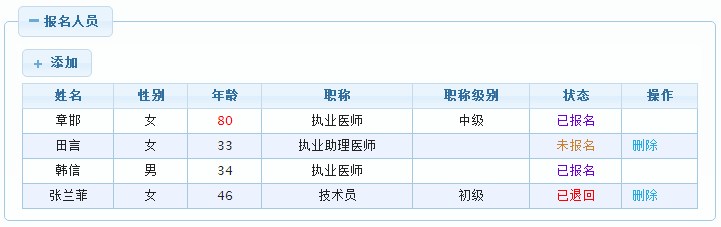 报名人员
添加
姓名 性别 年龄 职称 职称级别 状态 操作
章邯 女 80 执业医师 中级 已报名
田言 女 33 执业助理医师 未报名 删除
韩信 男 34 执业医师 已报名
张兰菲 女 46 技术员 初级 已退回 删除